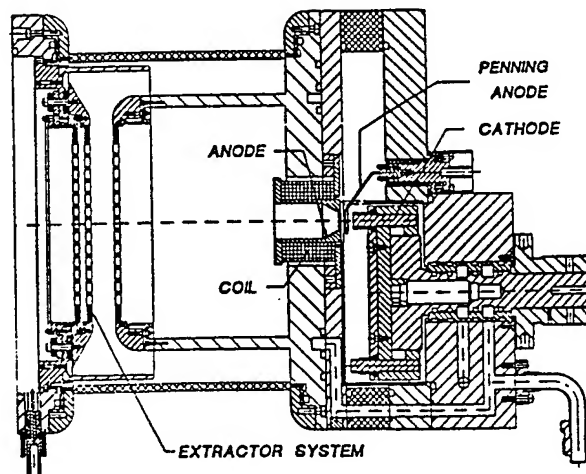 PENNING
ANODE
CATHODE
ANODE
COIL
EXTRACTOR SYSTEM